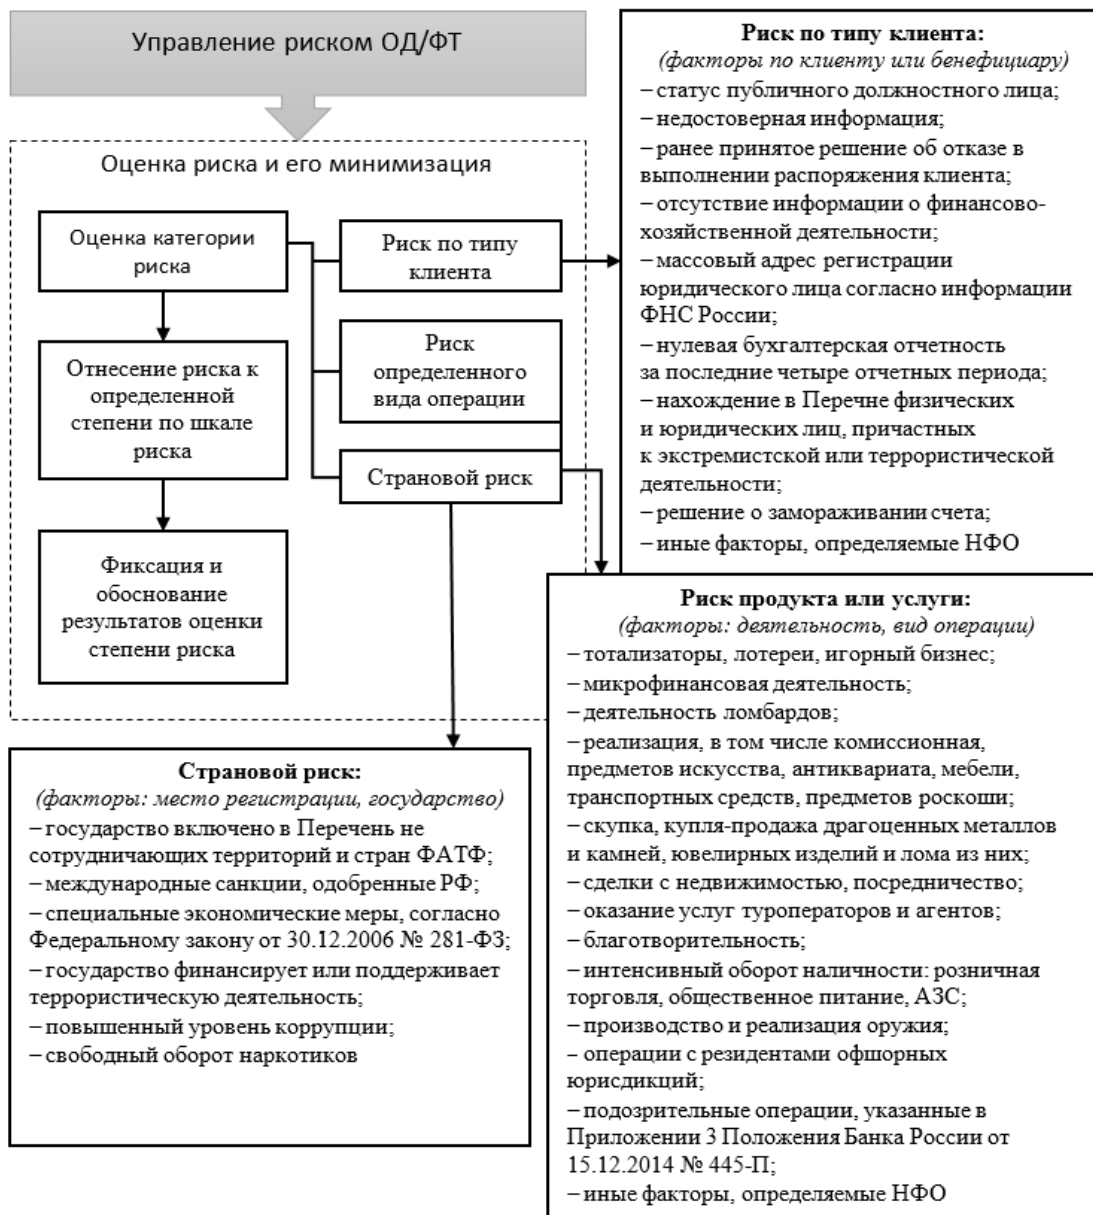 Управление риском ОД/ФТ
Оценка риска и его минимизация
Оценка категории
риска
Отнесение риска к
определенной
степени по шкале
риска
Фиксация и
обоснование
результатов оценки
степени риска
Риск по типу
клиента
Риск
определенного
вида операции
Страновой риск
Риск по типу клиента:
(факторы по клиенту или бенефициару)
– статус публичного должностного лица;
– недостоверная информация;
– ранее принятое решение об отказе в
выполнении распоряжения клиента;
– отсутствие информации о финансово-
хозяйственной деятельности;
– массовый адрес регистрации
юридического лица согласно информации
ФНС России;
– нулевая бухгалтерская отчетность
за последние четыре отчетных периода;
– нахождение в Перечне физических
и юридических лиц, причастных
к экстремистской или террористической
деятельности;
– решение о замораживании счета;
– иные факторы, определяемые НФО
Риск продукта или услуги:
(факторы: деятельность, вид операции)
– тотализаторы, лотереи, игорный бизнес;
– микрофинансовая деятельность;
– деятельность ломбардов;
– реализация, в том числе комиссионная,
предметов искусства, антиквариата, мебели,
транспортных средств, предметов роскоши;
– скупка, купля-продажа драгоценных металлов
и камней, ювелирных изделий и лома из них;
– сделки с недвижимостью, посредничество;
– оказание услуг туроператоров и агентов;
– благотворительность;
– интенсивный оборот наличности: розничная
торговля, общественное питание, АЗС;
– производство и реализация оружия;
– операции с резидентами офшорных
юрисдикций;
– подозрительные операции, указанные в
Приложении 3 Положения Банка России от
15.12.2014 № 445-П;
– иные факторы, определяемые НФО
Страновой риск:
(факторы: место регистрации, государство)
– государство включено в Перечень не
сотрудничающих территорий и стран ФАТФ;
– международные санкции, одобренные РФ;
– специальные экономические меры, согласно
Федеральному закону от 30.12.2006 № 281-ФЗ;
– государство финансирует или поддерживает
террористическую деятельность;
– повышенный уровень коррупции;
– свободный оборот наркотиков